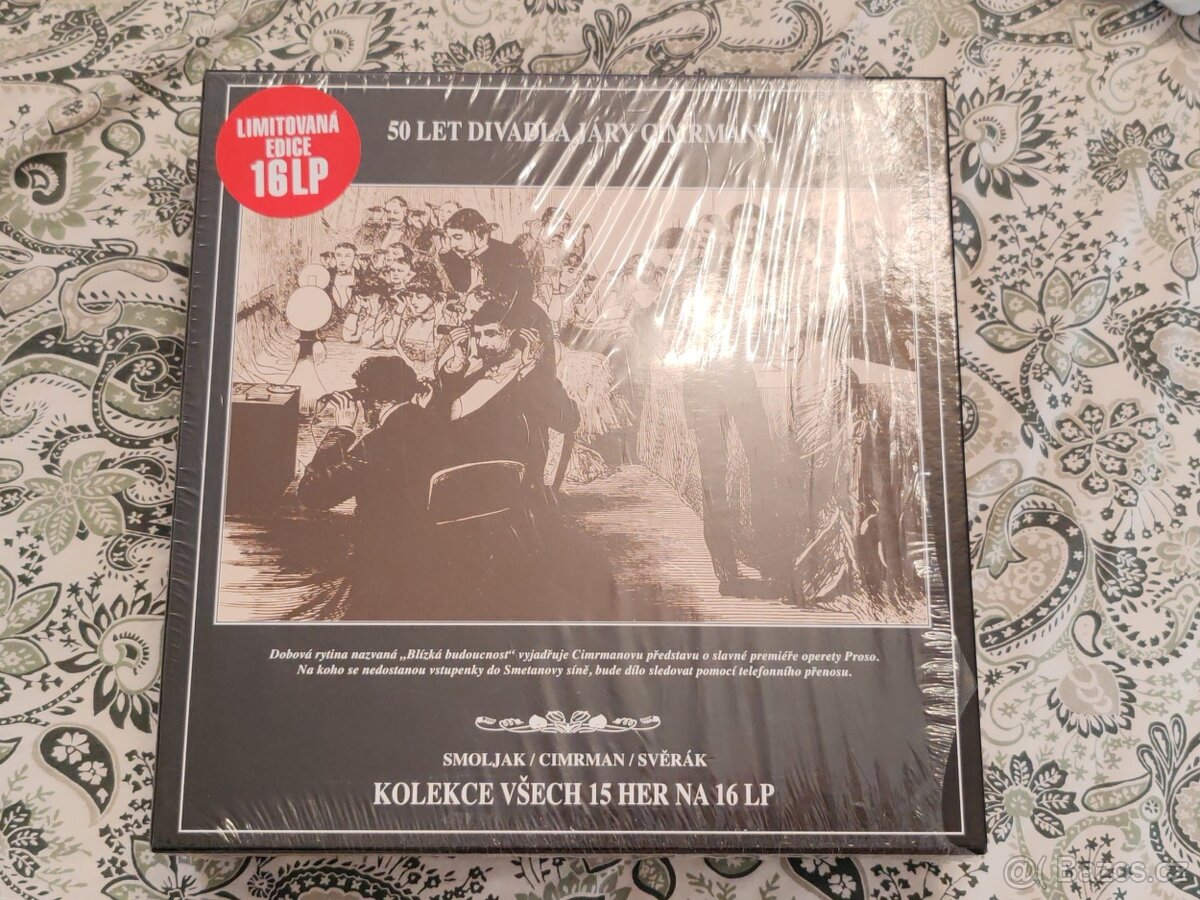 LIMITOVANÁ
EDICE
16LP
50 LET DIVADLA JÁRY CIMRMANA
Dobová rytina nazvaná „Blízká budoucnost“ vyjadřuje Cimrmanovu představu o slavné premiéře operety Proso.
Na koho se nedostanou vstupenky do Smetanovy síně, bude dílo sledovat pomocí telefonního přenosu.
SMOLJAK / CIMRMAN / SVĚRÁK
KOLEKCE VŠECH 15 HER NA 16 LP
Bazos.cz